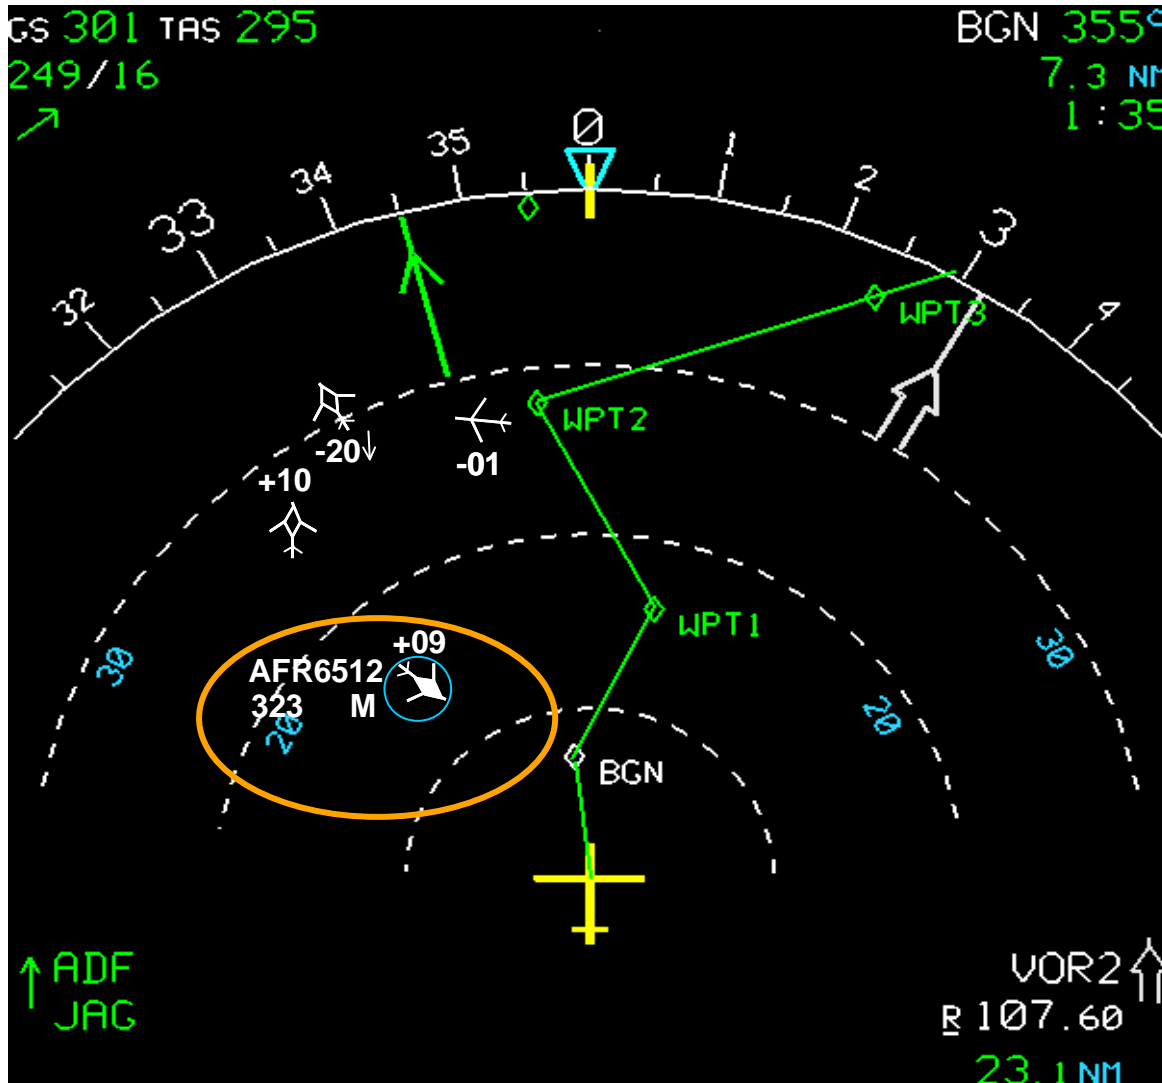 GS 301 TAS 295
BGN 355°
249/16
7.3 NM
1:35
0
35
1
34
2
33
3
32
4
WPT3
WPT2
-20↓
-01
+10
WPT1
30
30
+09
AFR6512
323 M
20
20
BGN
ADF
VOR2
JAG
R 107.60
23.1 NM